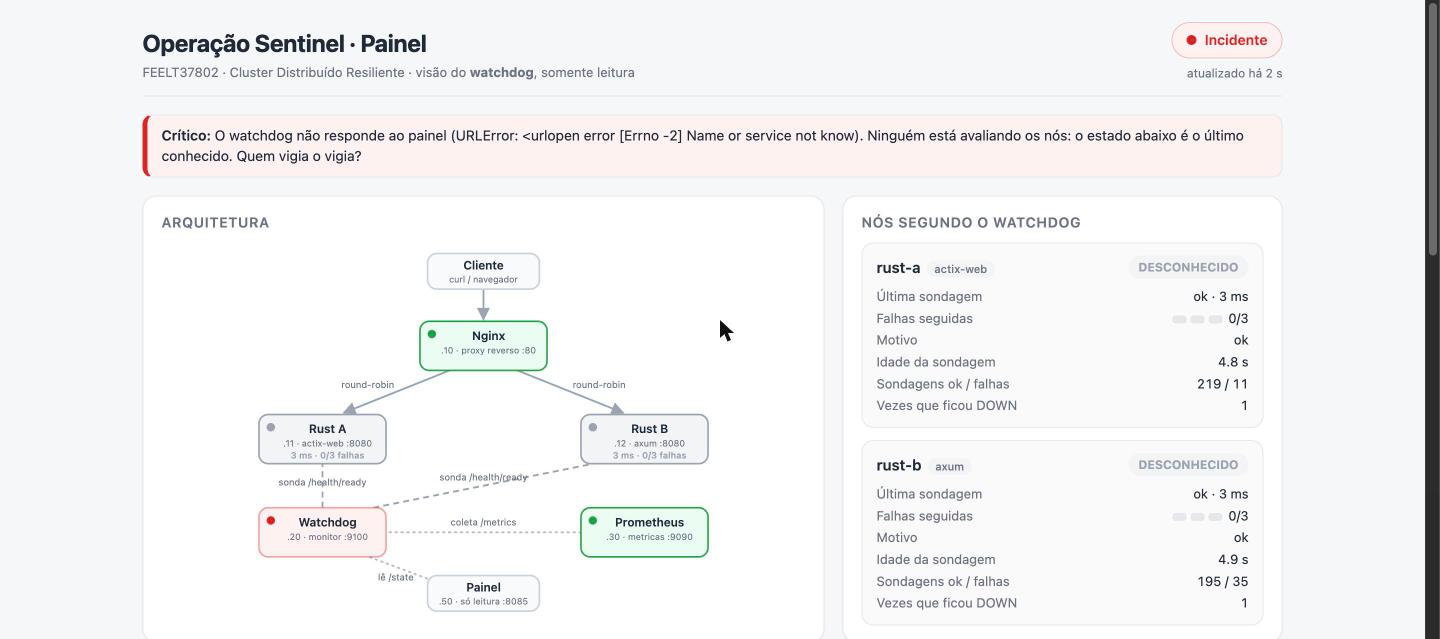 Operação Sentinel · Painel
Incidente
FEELT37802 · Cluster Distribuído Resiliente · visão do watchdog, somente leitura
atualizado há 2 s
Crítico: O watchdog não responde ao painel (URLError: <urlopen error [Errno -2] Name or service not know). Ninguém está avaliando os nós: o estado abaixo é o último
conhecido. Quem vigia o vigia?
ARQUITETURA
Cliente
curl / navegador
Nginx
.10 · proxy reverso :80
round-robin
round-robin
Rust A
.11 · actix-web :8080
3 ms · 0/3 falhas
Rust B
.12 · axum :8080
3 ms · 0/3 falhas
sonda /health/ready
sonda /health/ready
Watchdog
.20 · monitor :9100
coleta /metrics
Prometheus
.30 · metricas :9090
lê /state
Painel
.50 · só leitura :8085
NÓS SEGUNDO O WATCHDOG
rust-a actix-web DESCONHECIDO
Última sondagem ok · 3 ms
Falhas seguidas 0/3
Motivo ok
Idade da sondagem 4.8 s
Sondagens ok / falhas 219 / 11
Vezes que ficou DOWN 1
rust-b axum DESCONHECIDO
Última sondagem ok · 3 ms
Falhas seguidas 0/3
Motivo ok
Idade da sondagem 4.9 s
Sondagens ok / falhas 195 / 35
Vezes que ficou DOWN 1